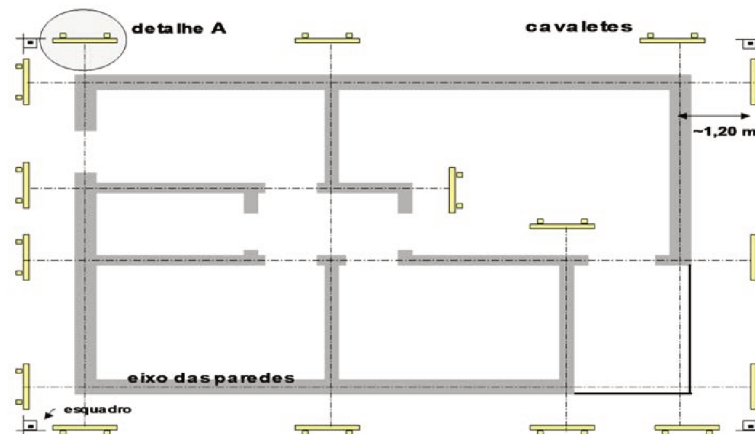 detalhe A
cavaletes
~1,20 m
eixo das paredes
esquadro